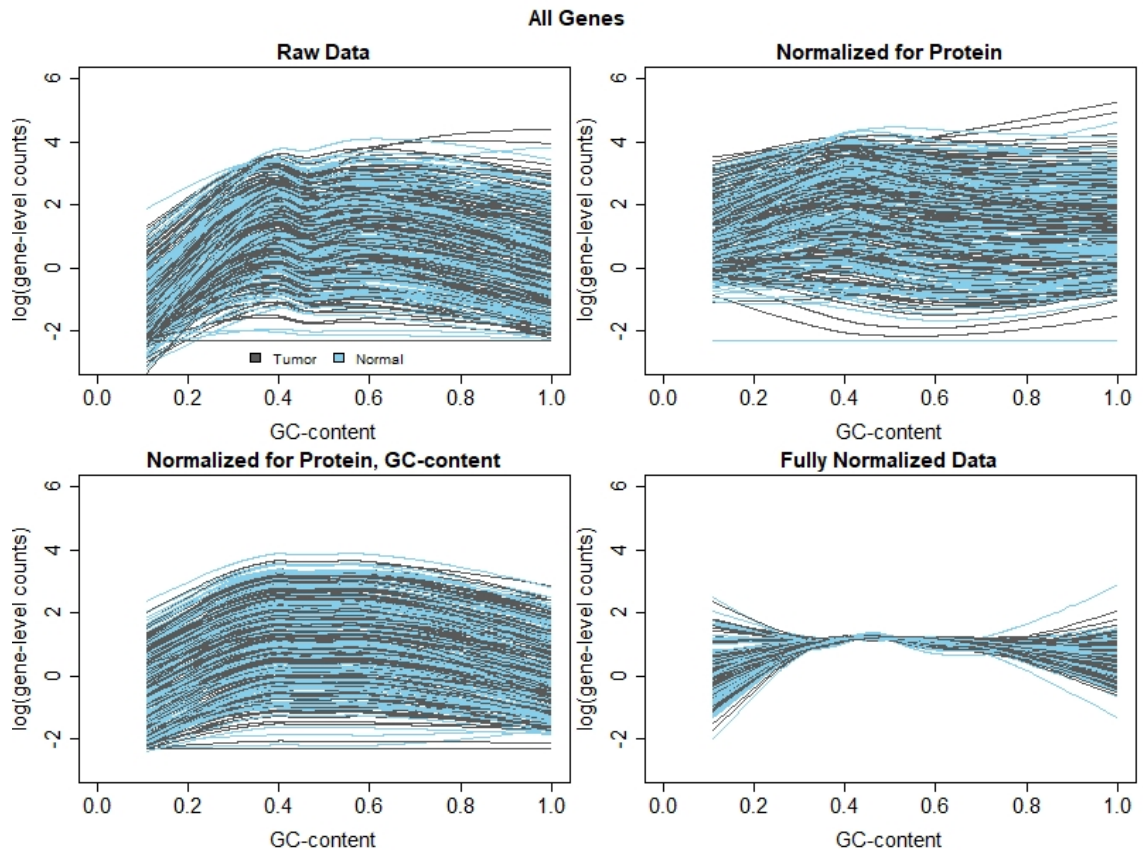 All Genes
Raw Data
log(gene-level counts)
6
4
2
0
-2
Tumor Normal
0.0 0.2 0.4 0.6 0.8 1.0
GC-content
Normalized for Protein
log(gene-level counts)
6
4
2
0
-2
0.0 0.2 0.4 0.6 0.8 1.0
GC-content
Normalized for Protein, GC-content
log(gene-level counts)
6
4
2
0
-2
0.0 0.2 0.4 0.6 0.8 1.0
GC-content
Fully Normalized Data
log(gene-level counts)
6
4
2
0
-2
0.0 0.2 0.4 0.6 0.8 1.0
GC-content